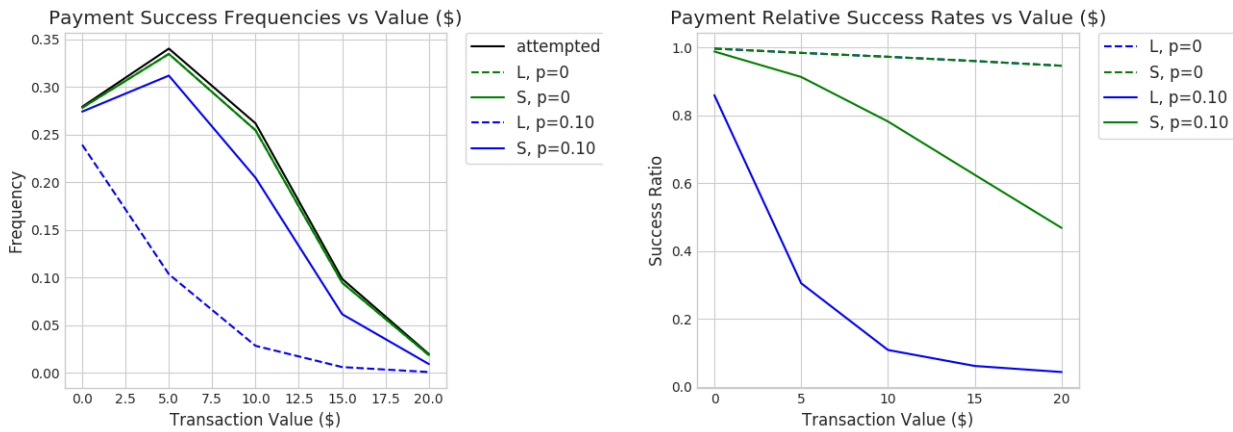 Payment Success Frequencies vs Value ($)
0.35
0.30
0.25
0.20
0.15
0.10
0.05
0.00
Frequency
0.0 2.5 5.0 7.5 10.0 12.5 15.0 17.5 20.0
Transaction Value ($)
attempted
L, p=0
S, p=0
L, p=0.10
S, p=0.10
Payment Relative Success Rates vs Value ($)
1.0
0.8
0.6
0.4
0.2
0.0
Success Ratio
0 5 10 15 20
Transaction Value ($)
L, p=0
S, p=0
L, p=0.10
S, p=0.10